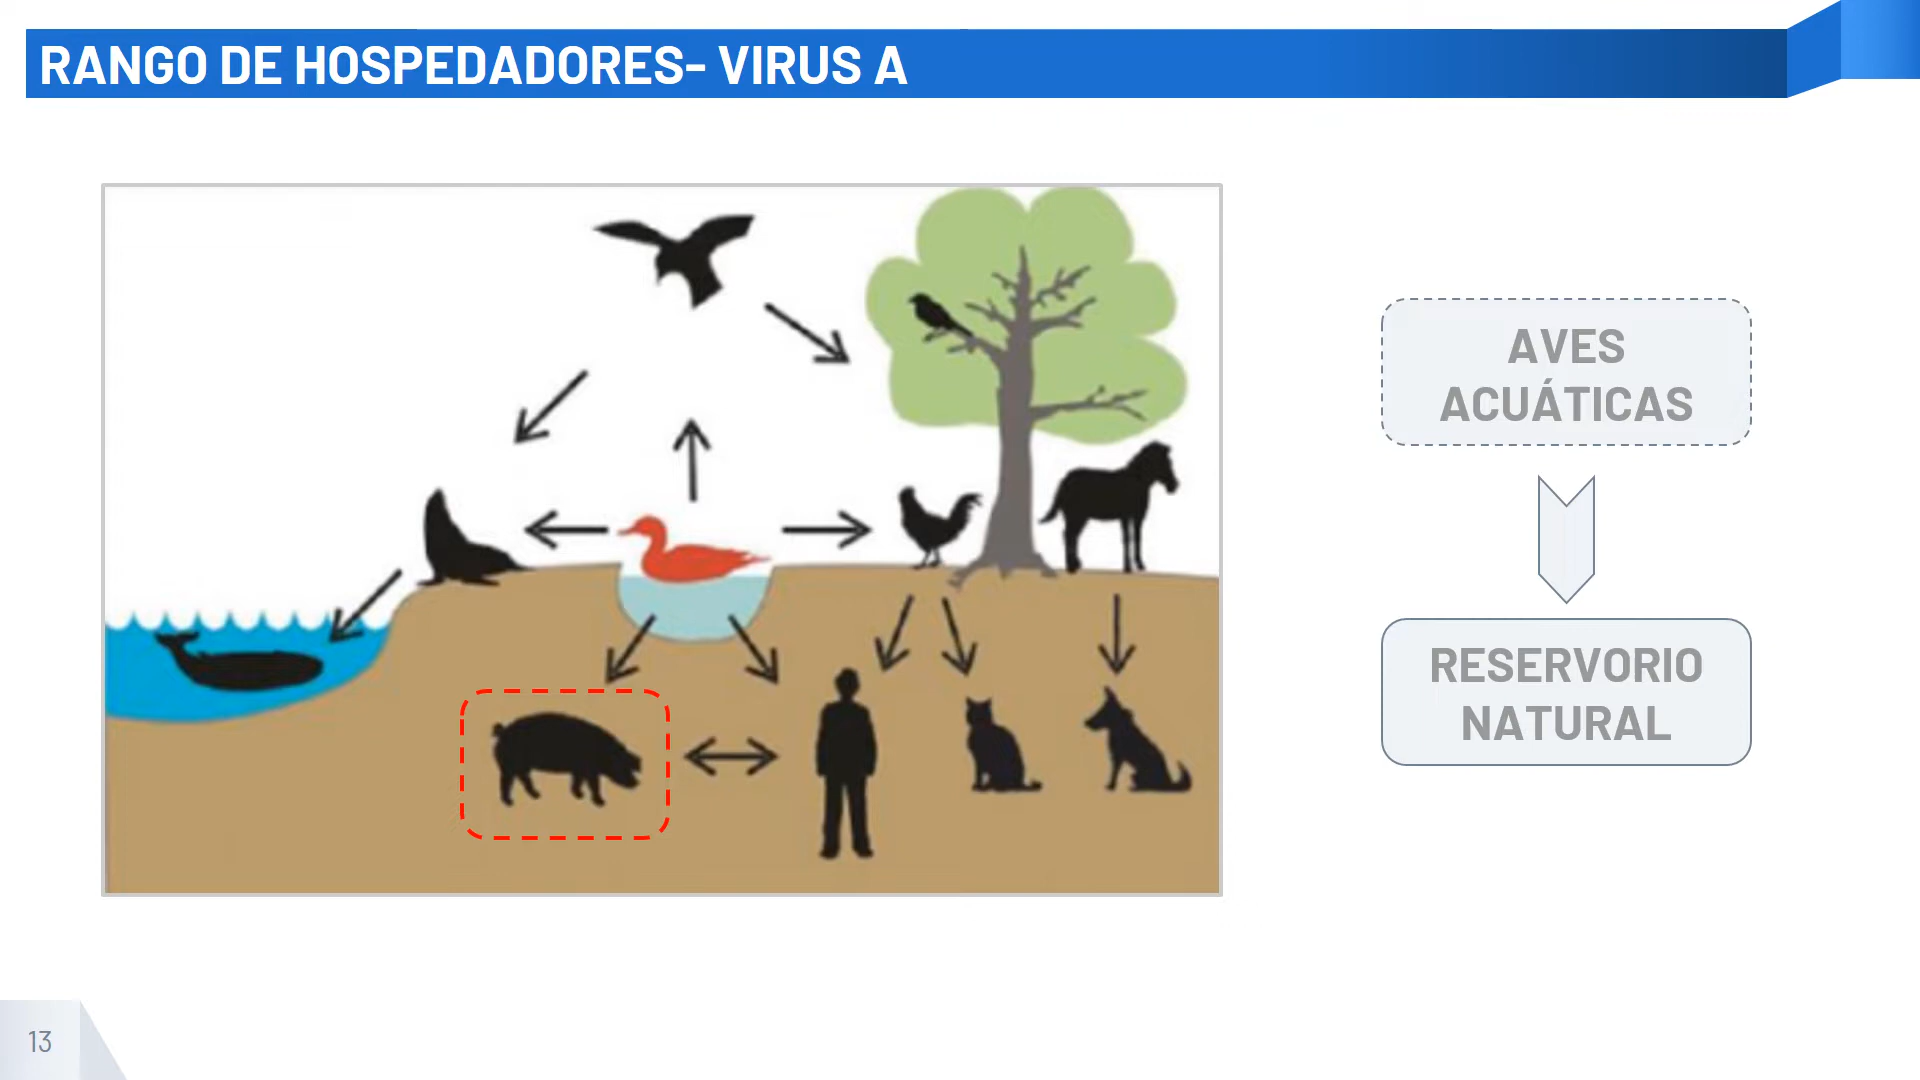 RANGO DE HOSPEDADORES- VIRUS A
AVES
ACUÁTICAS
RESERVORIO
NATURAL
13